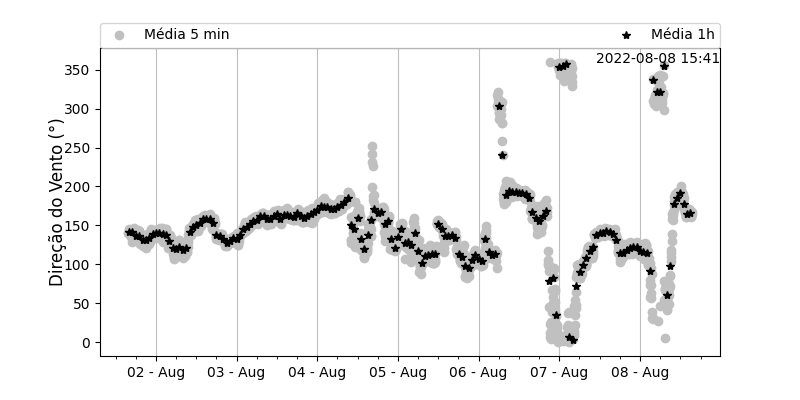 Média 5 min
Média 1h
2022-08-08 15:41
Direção do Vento (°)
350
300
250
200
150
100
50
0
02 - Aug
03 - Aug
04 - Aug
05 - Aug
06 - Aug
07 - Aug
08 - Aug